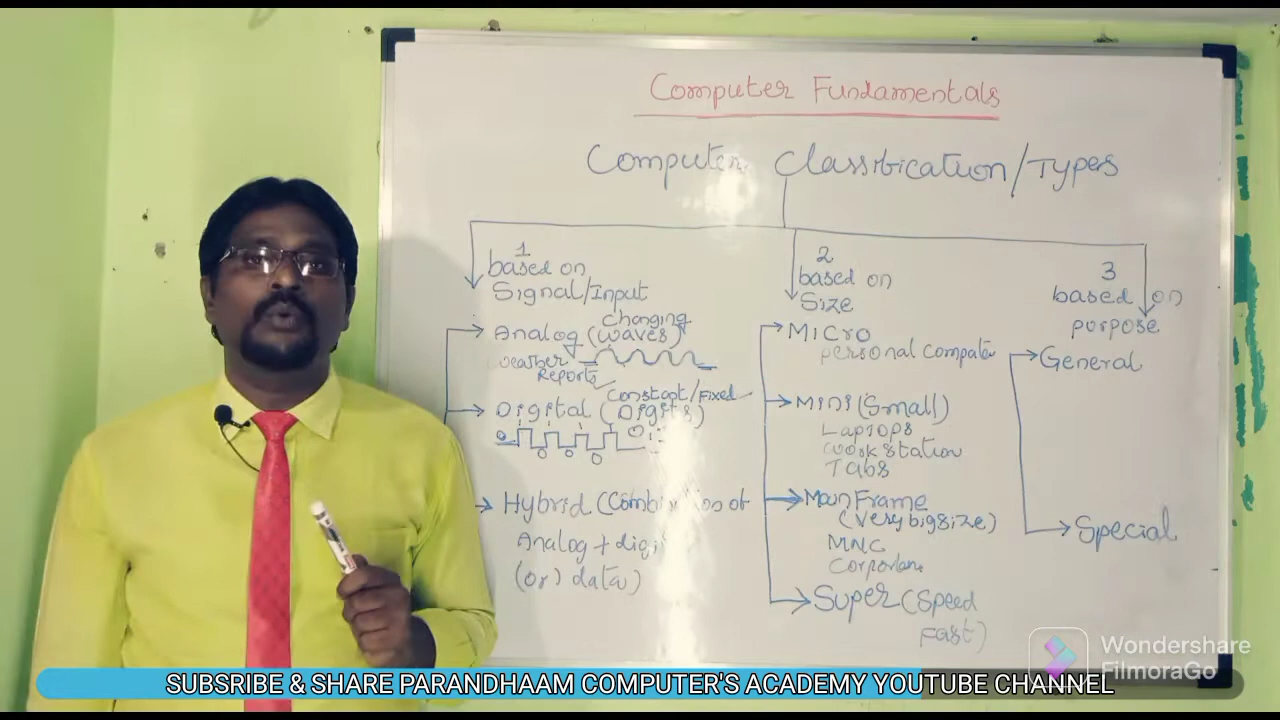 Computer Fundamentals
Computer Classification/Types
1
based on
Signal/Input
Analog (waves)
changing
weather
Reports
Constant/Fixed
Digital (Digits)
Hybrid (Combi tion of
Analog + digi
(or) data)
2
based on
Size
MICRO
personal computer
MINI (Small)
Laptops
work station
Tabs
Main Frame
(very big size)
MNC
Super (Speed
fast)
3
based on
purpose
General
Special
Wondershare
FilmoraGo
SUBSRIBE & SHARE PARANDHAAM COMPUTER'S ACADEMY YOUTUBE CHANNEL